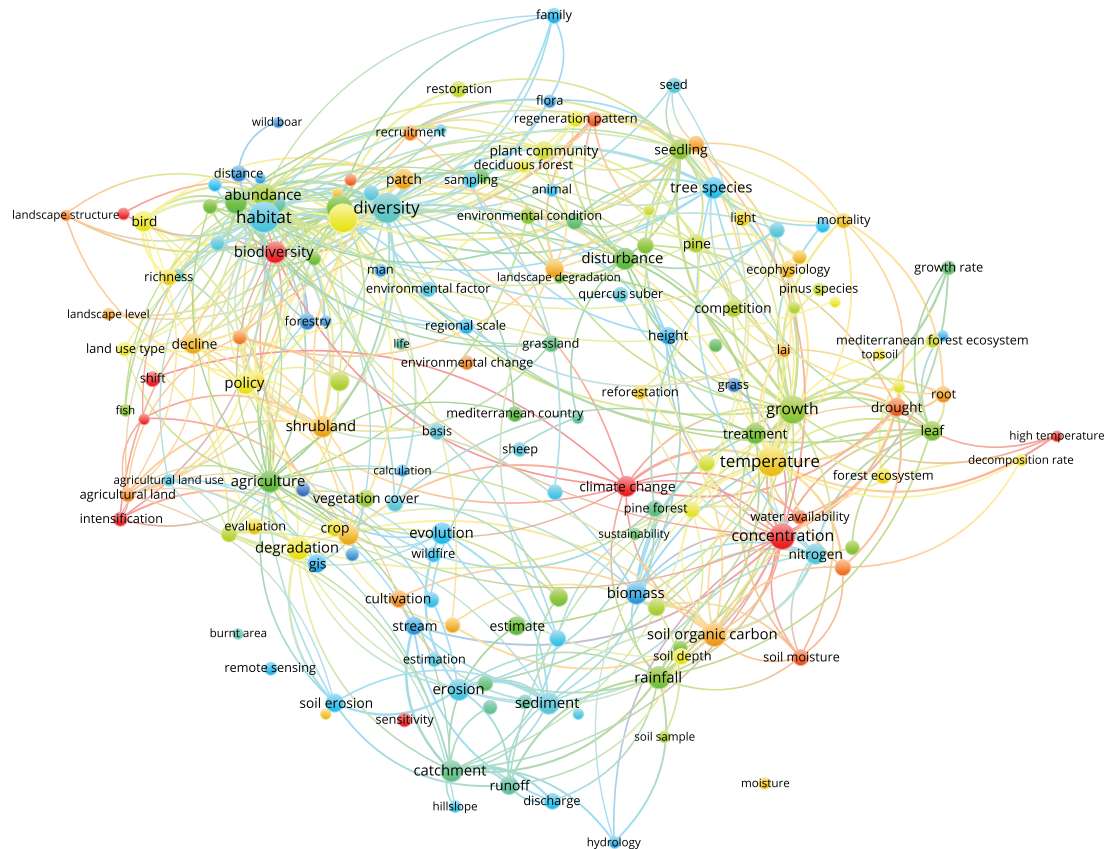 family
restoration
seed
flora
wild boar
regeneration pattern
recruitment
plant community
seedling
deciduous forest
distance
patch
sampling
animal
tree species
abundance
landscape structure
bird
habitat
diversity
environmental condition
light
mortality
biodiversity
disturbance
pine
man
landscape degradation
ecophysiology
growth rate
richness
environmental factor
quercus suber
pinus species
landscape level
forestry
competition
regional scale
height
land use type
decline
life
grassland
mediterranean forest ecosystem
lai
topsoil
environmental change
shift
policy
grass
reforestation
root
fish
mediterranean country
growth
drought
shrubland
basis
treatment
leaf
high temperature
sheep
temperature
decomposition rate
calculation
agricultural land use
agriculture
climate change
forest ecosystem
agricultural land
vegetation cover
pine forest
intensification
water availability
evaluation
crop
evolution
sustainability
concentration
degradation
wildfire
nitrogen
gis
cultivation
biomass
burnt area
stream
estimate
soil organic carbon
remote sensing
estimation
soil depth
soil moisture
rainfall
erosion
soil erosion
sediment
sensitivity
soil sample
catchment
runoff
moisture
hillslope
discharge
hydrology